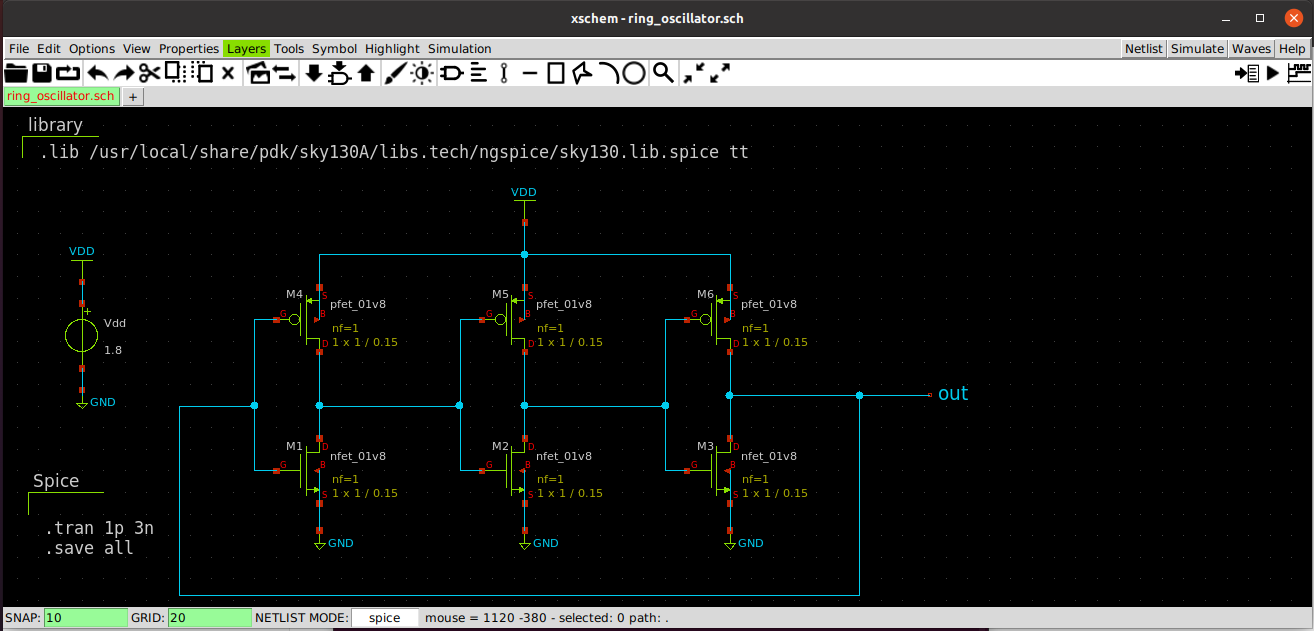 xschem - ring_oscillator.sch
File Edit Options View Properties Layers Tools Symbol Highlight Simulation Netlist Simulate Waves Help
ring_oscillator.sch +
library
.lib /usr/local/share/pdk/sky130A/libs.tech/ngspice/sky130.lib.spice tt
VDD
VDD
+
Vdd
1.8
GND
M4
S
pfet_01v8
G
B
nf=1
D
1 x 1 / 0.15
M5
S
pfet_01v8
G
B
nf=1
D
1 x 1 / 0.15
M6
S
pfet_01v8
G
B
nf=1
D
1 x 1 / 0.15
out
M1
D
nfet_01v8
G
B
nf=1
S
1 x 1 / 0.15
GND
M2
D
nfet_01v8
G
B
nf=1
S
1 x 1 / 0.15
GND
M3
D
nfet_01v8
G
B
nf=1
S
1 x 1 / 0.15
GND
Spice
.tran 1p 3n
.save all
SNAP: 10 GRID: 20 NETLIST MODE: spice mouse = 1120 -380 - selected: 0 path: .